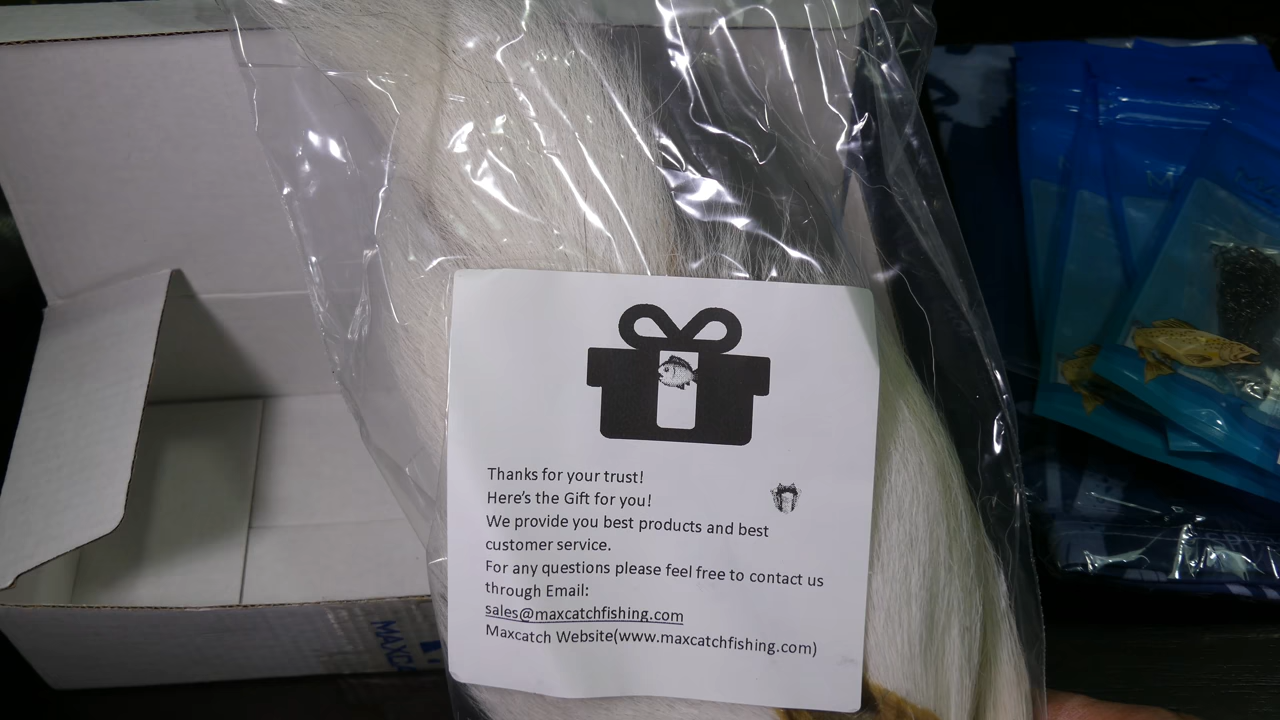 Thanks for your trust!
Here's the Gift for you!
We provide you best products and best
customer service.
For any questions please feel free to contact us
through Email:
sales@maxcatchfishing.com
Maxcatch Website(www.maxcatchfishing.com)